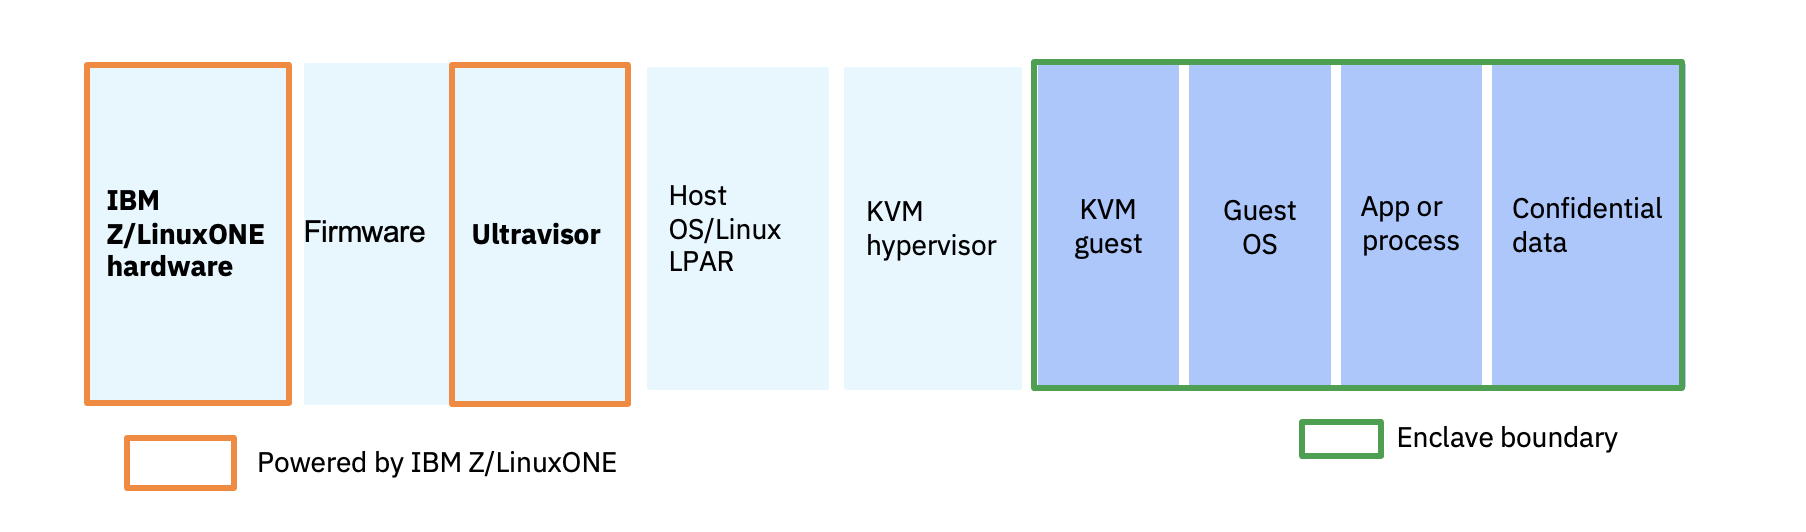 IBM
Z/LinuxONE
hardware
Firmware
Ultravisor
Host
OS/Linux
LPAR
KVM
hypervisor
KVM
guest
Guest
OS
App or
process
Confidential
data
Powered by IBM Z/LinuxONE
Enclave boundary